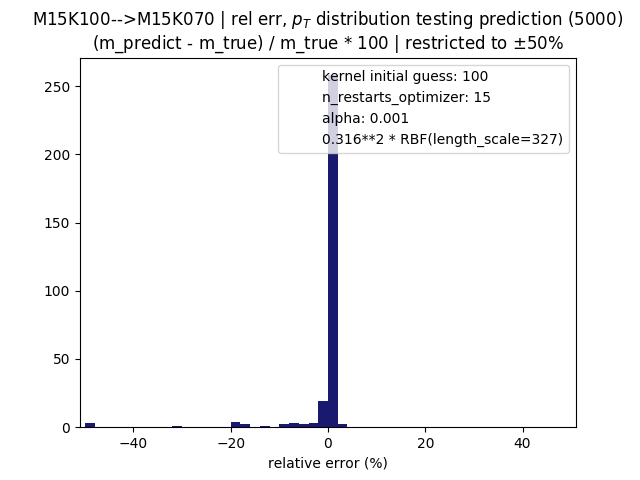 M15K100-->M15K070 | rel err, p_T distribution testing prediction (5000)
(m_predict - m_true) / m_true * 100 | restricted to ±50%
kernel initial guess: 100
n_restarts_optimizer: 15
alpha: 0.001
0.316**2 * RBF(length_scale=327)
250
200
150
100
50
0
−40 −20 0 20 40
relative error (%)